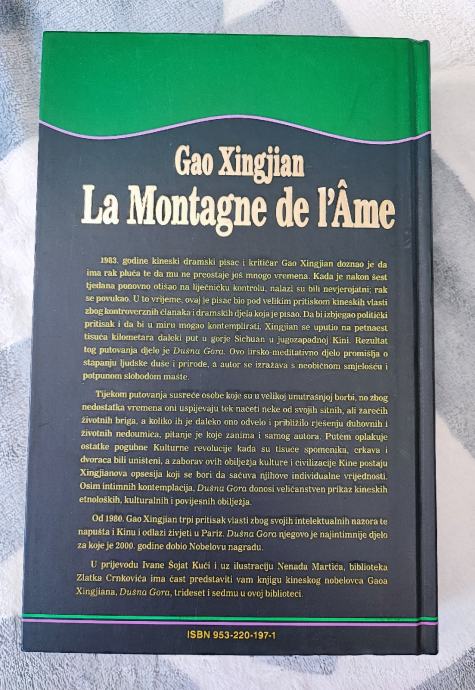 Gao Xingjian
La Montagne de l'Âme
1983. godine kineski dramski pisac i kritičar Gao Xingjian doznao je da
ima rak pluća te da mu ne preostaje još mnogo vremena. Kada je nakon šest
tjedana ponovno otišao na liječničku kontrolu, nalazi su bili nevjerojatni; rak
se povukao. U to vrijeme, ovaj je pisac bio pod velikim pritiskom kineskih vlasti
zbog kontroverznih članaka i dramskih djela koja je pisao. Da bi izbjegao politički
pritisak i da bi u miru mogao kontemplirati, Xingjian se uputio na petnaest
tisuća kilometara daleki put u gorje Sichuan u jugozapadnoj Kini. Rezultat
tog putovanja djelo je Dušna Gora. Ovo irsko-meditativno djelo promišlja o
stapanju ljudske duše i prirode, a autor se izražava s neobičnom smjelošću i
potpunom slobodom mašte.
Tijekom putovanja susreće osobe koje su u velikoj unutrašnjoj borbi, no zbog
nedostatka vremena oni uspijevaju tek načeti neke od svojih sitnih, ali žarećih
životnih briga, a koliko ih je daleko ono odvelo i približilo rješenju duhovnih i
životnih nedoumica, pitanje je koje zanima i samog autora. Putem oplakuje
ostatke pogubne Kulturne revolucije kada su tisuće spomenika, crkava i
dvoraca bili uništeni, a zaborav ovih obilježja kulture i civilizacije Kine postaju
Xingjianova opsesija koja se bori da sačuva njihove individualne vrijednosti.
Osim intimnih kontemplacija, Dušna Gora donosi veličanstven prikaz kineskih
etnoloških, kulturalnih i povijesnih obilježja.
Od 1980. Gao Xingjian trpi pritisak vlasti zbog svojih intelektualnih nazora te
napušta i Kinu i odlazi živjeti u Pariz. Dušna Gora njegovo je najintimnije djelo
za koje je 2000. godine dobio Nobelovu nagradu.
U prijevodu Ivane Šojat Kuči i uz ilustraciju Nenada Martića, biblioteka
Zlatka Crnkovića ima čast predstaviti vam knjigu kineskog nobelovca Gaoa
Xingjiana, Dušna Gora, trideset i sedmu u ovoj biblioteci.
ISBN 953-220-197-1